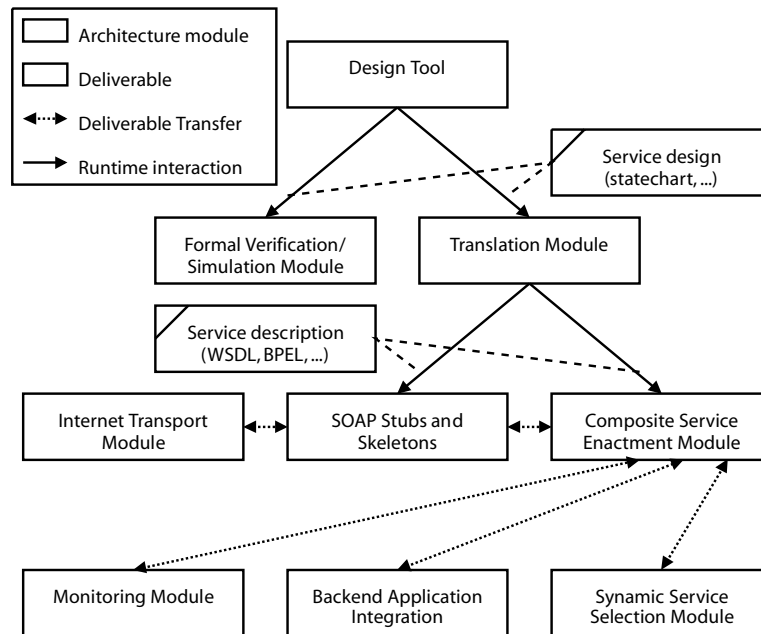 Architecture module
Deliverable
Deliverable Transfer
Runtime interaction
Design Tool
Service design
(statechart, ...)
Formal Verification/
Simulation Module
Translation Module
Service description
(WSDL, BPEL, ...)
Internet Transport
Module
SOAP Stubs and
Skeletons
Composite Service
Enactment Module
Monitoring Module
Backend Application
Integration
Synamic Service
Selection Module